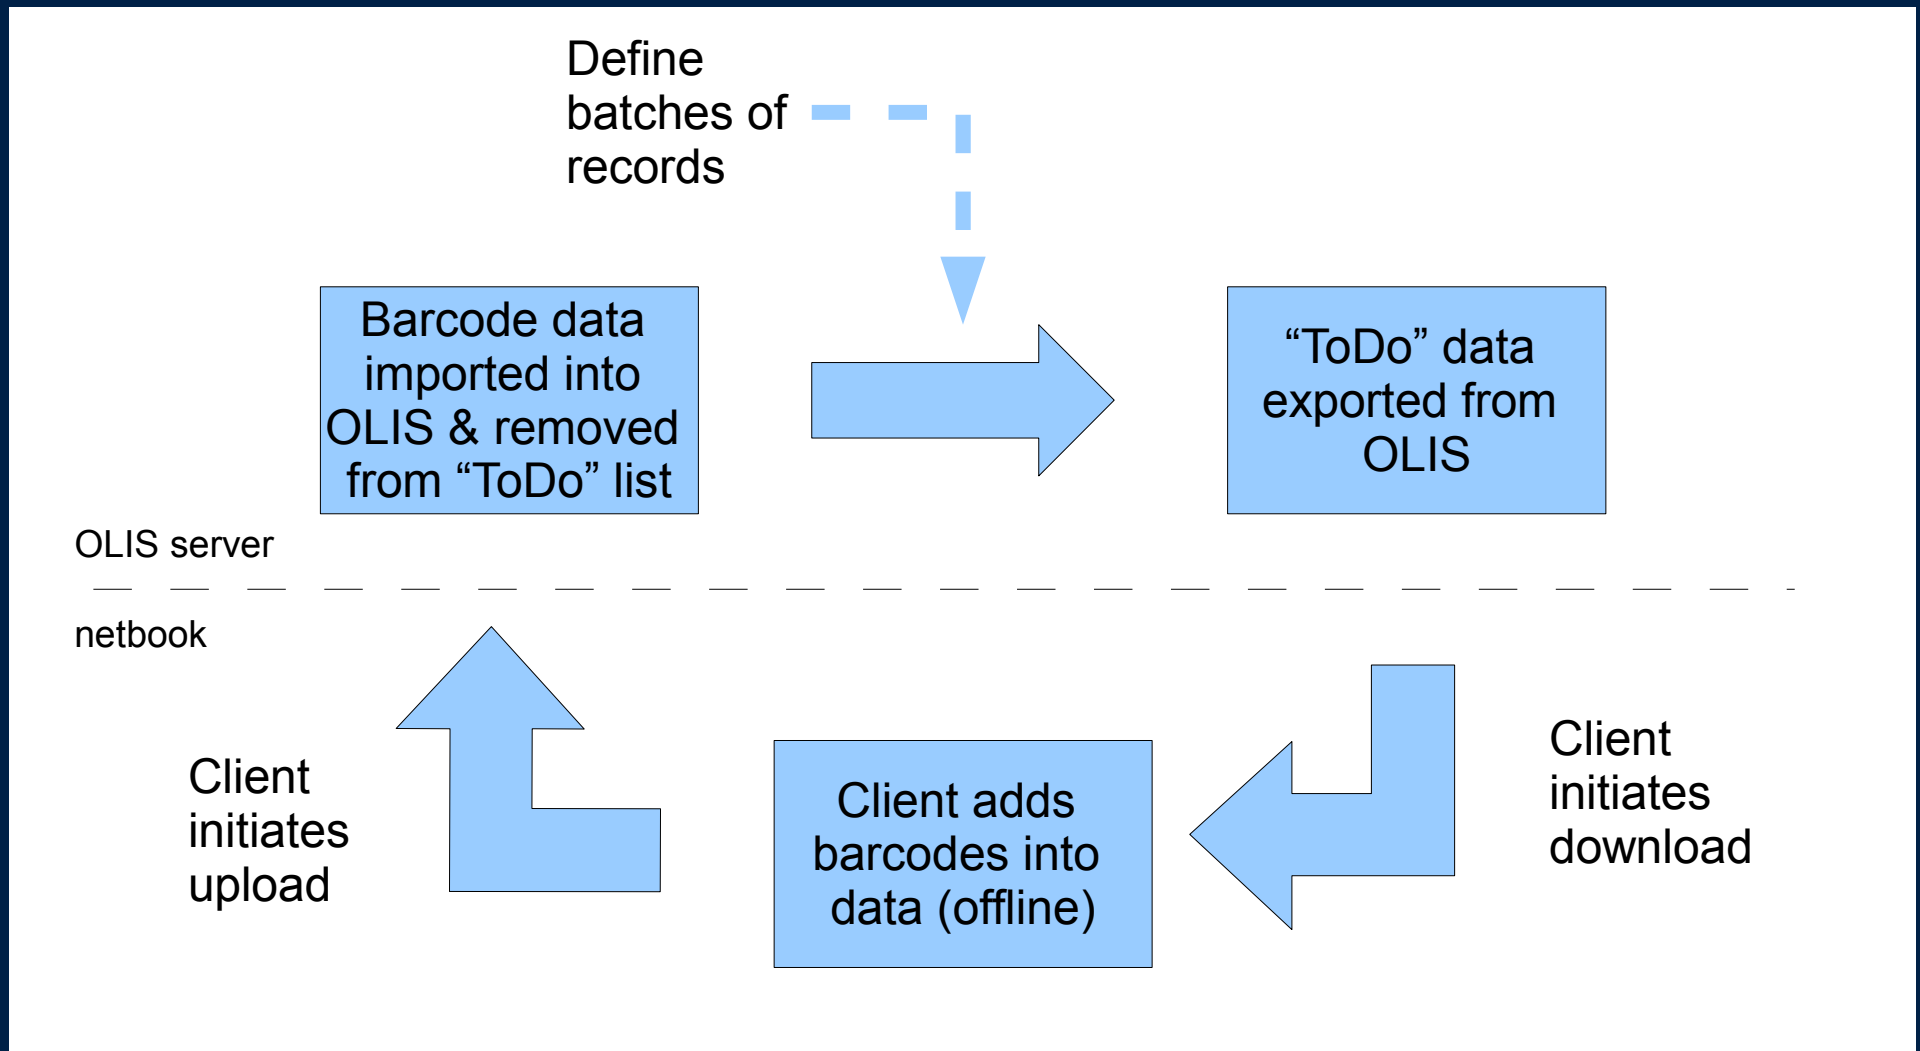 Define
batches of
records
Barcode data
imported into
OLIS & removed
from “ToDo” list
“ToDo” data
exported from
OLIS
OLIS server
netbook
Client
initiates
upload
Client adds
barcodes into
data (offline)
Client
initiates
download